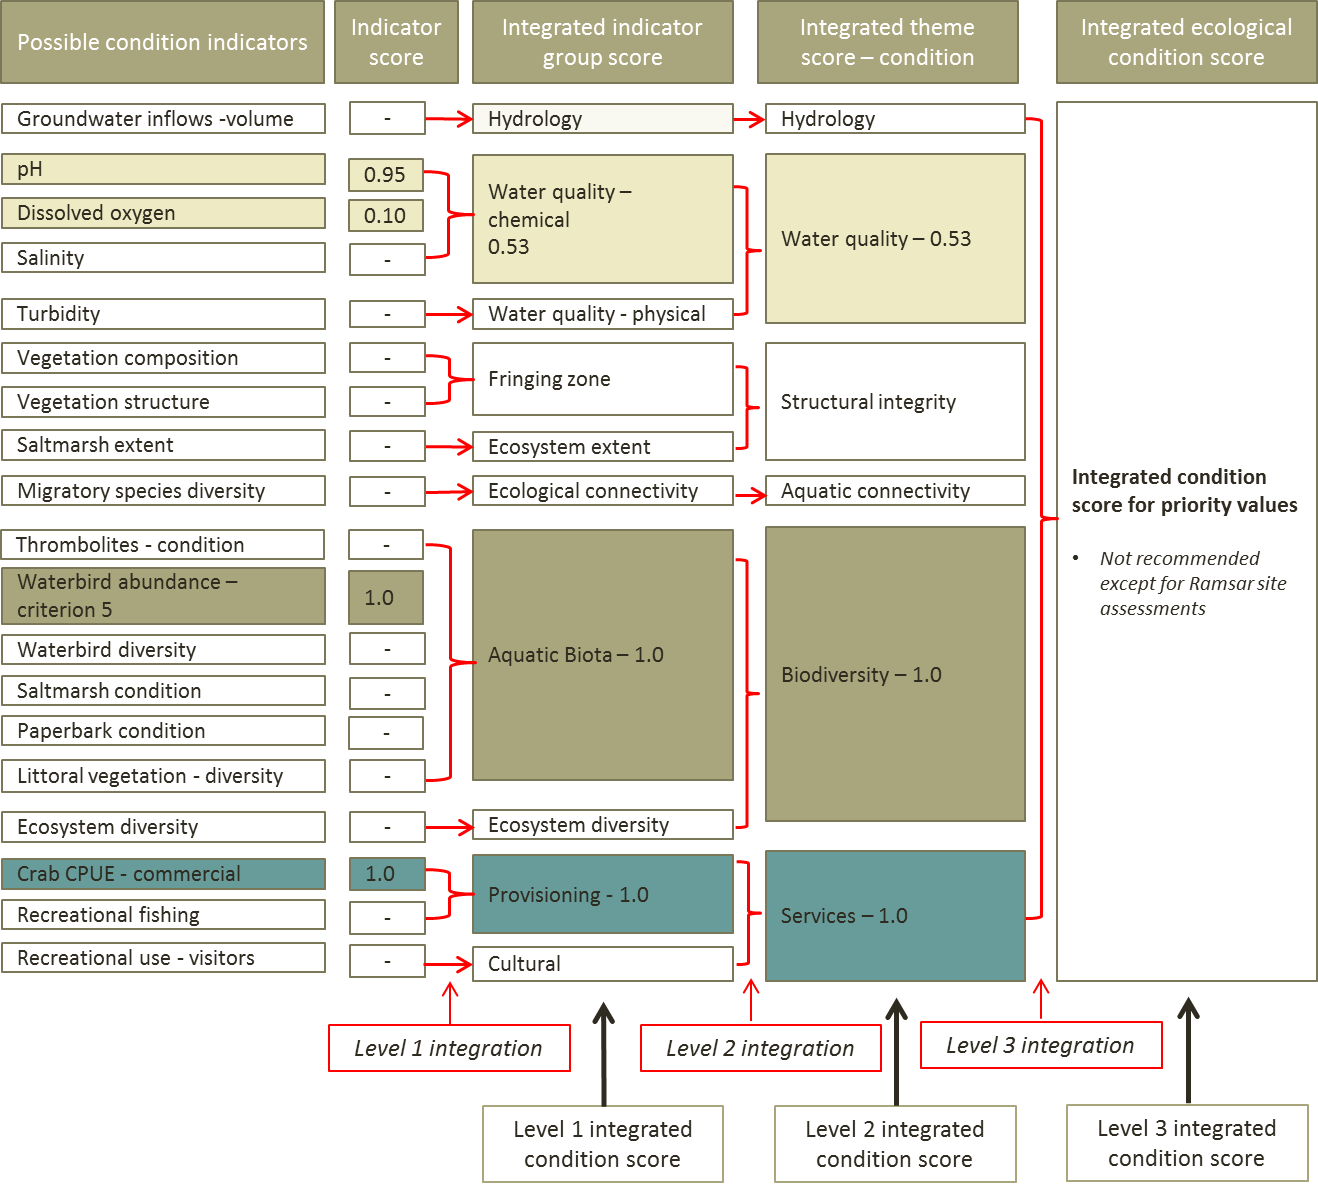 Possible condition indicators
Indicator
score
Integrated indicator
group score
Integrated theme
score – condition
Integrated ecological
condition score
Groundwater inflows -volume
-
Hydrology
Hydrology
pH
0.95
Dissolved oxygen
0.10
Salinity
-
Water quality –
chemical
0.53
Water quality – 0.53
Turbidity
-
Water quality - physical
Vegetation composition
-
Vegetation structure
-
Fringing zone
Structural integrity
Saltmarsh extent
-
Ecosystem extent
Migratory species diversity
-
Ecological connectivity
Aquatic connectivity
Thrombolites - condition
-
Waterbird abundance –
criterion 5
1.0
Waterbird diversity
-
Saltmarsh condition
-
Paperbark condition
-
Littoral vegetation - diversity
-
Aquatic Biota – 1.0
Biodiversity – 1.0
Ecosystem diversity
-
Ecosystem diversity
Crab CPUE - commercial
1.0
Recreational fishing
-
Provisioning - 1.0
Services – 1.0
Recreational use - visitors
-
Cultural
Integrated condition
score for priority values
• Not recommended
except for Ramsar site
assessments
Level 1 integration
Level 2 integration
Level 3 integration
Level 1 integrated
condition score
Level 2 integrated
condition score
Level 3 integrated
condition score